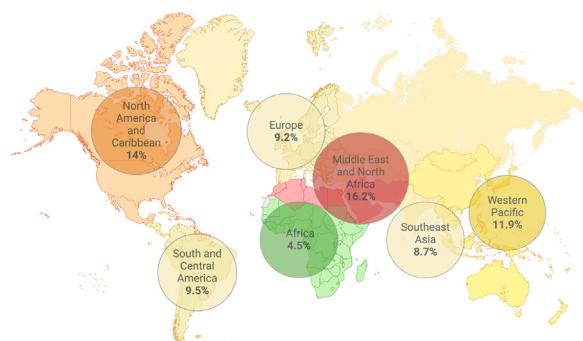 North
America
and
Caribbean
14%
Europe
9.2%
Middle East
and North
Africa
16.2%
Western
Pacific
11.9%
Africa
4.5%
Southeast
Asia
8.7%
South and
Central
America
9.5%